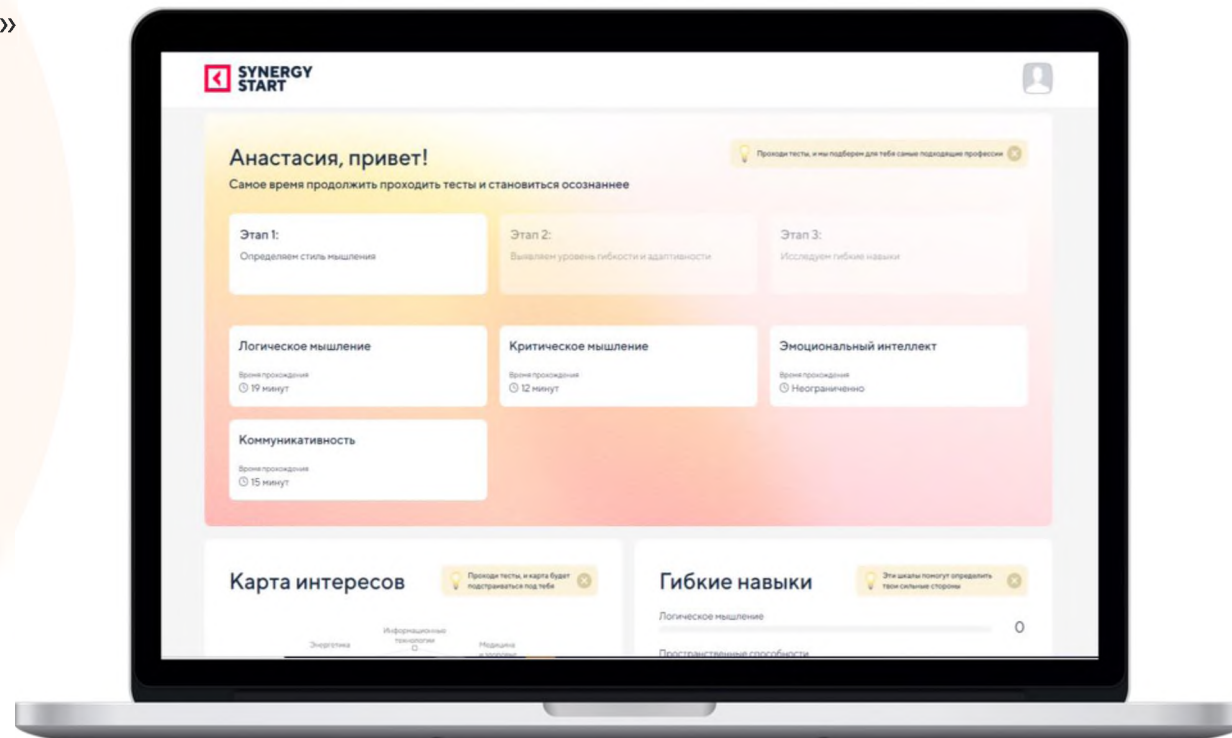 »
SYNERGY
START
Анастасия, привет!
Самое время продолжить проходить тесты и становиться осознаннее
Проходи тесты, и мы подберем для тебя самые подходящие профессии
Этап 1:
Определяем стиль мышления
Этап 2:
Выявляем уровень гибкости и адаптивности
Этап 3:
Исследуем гибкие навыки
Логическое мышление
Время прохождения
19 минут
Критическое мышление
Время прохождения
12 минут
Эмоциональный интеллект
Время прохождения
Неограниченно
Коммуникативность
Время прохождения
15 минут
Карта интересов
Проходи тесты, и карта будет
подстраиваться под тебя
Энергетика
Информационные
технологии
Медицина
и здоровье
Гибкие навыки
Эти шкалы помогут определить
твои сильные стороны
Логическое мышление
0
Пространственные способности